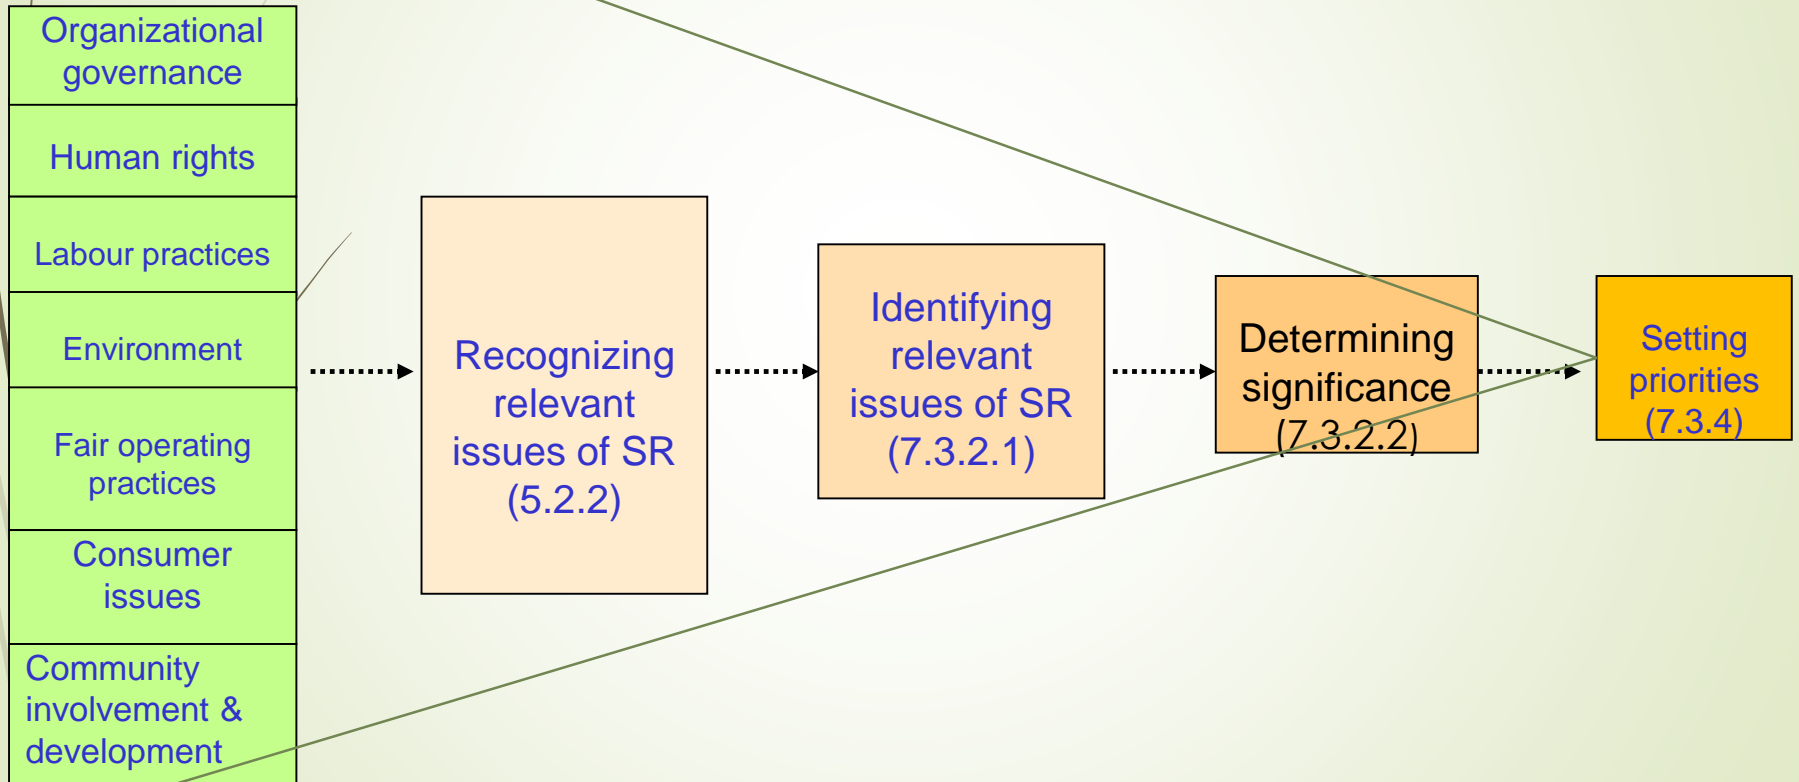 Organizational
governance
Human rights
Labour practices
Environment
Fair operating
practices
Consumer
issues
Community
involvement &
development
Recognizing
relevant
issues of SR
(5.2.2)
Identifying
relevant
issues of SR
(7.3.2.1)
Determining
significance
(7.3.2.2)
Setting
priorities
(7.3.4)